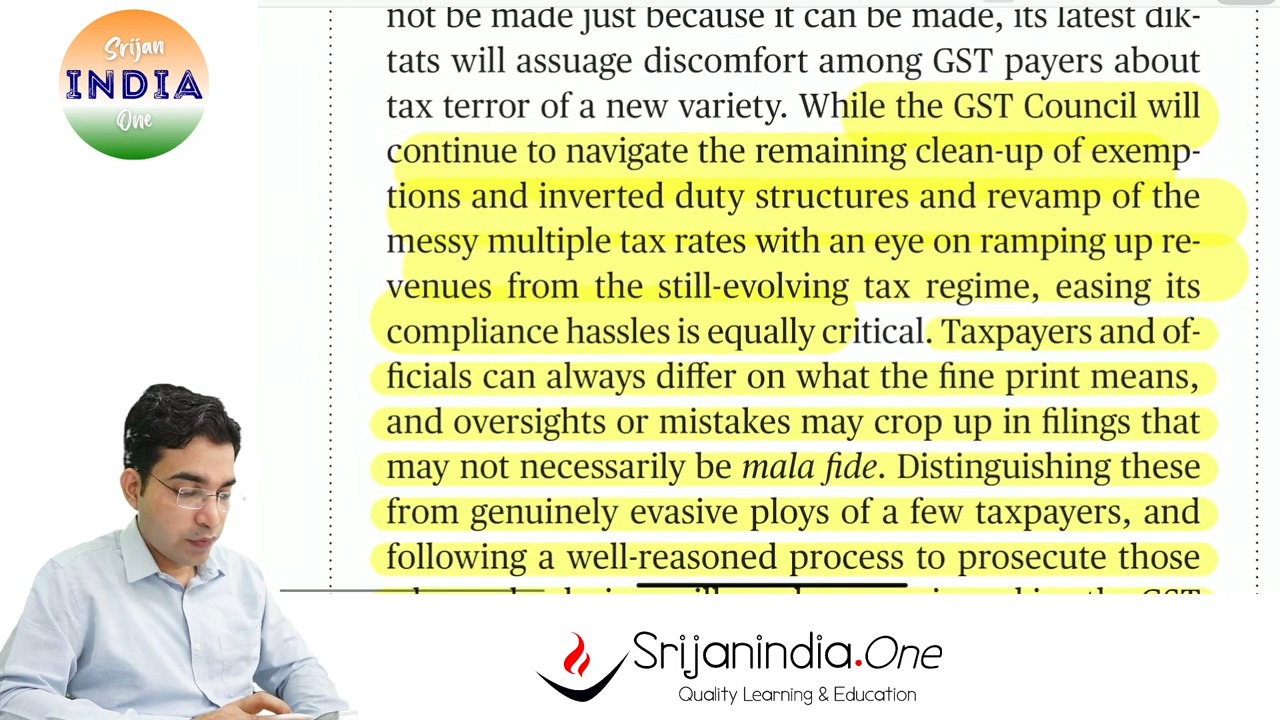 Srijan
INDIA
One
not be made just because it can be made, its latest dik-
tats will assuage discomfort among GST payers about
tax terror of a new variety. While the GST Council will
continue to navigate the remaining clean-up of exemp-
tions and inverted duty structures and revamp of the
messy multiple tax rates with an eye on ramping up re-
venues from the still-evolving tax regime, easing its
compliance hassles is equally critical. Taxpayers and of-
ficials can always differ on what the fine print means,
and oversights or mistakes may crop up in filings that
may not necessarily be mala fide. Distinguishing these
from genuinely evasive ploys of a few taxpayers, and
following a well-reasoned process to prosecute those
Srijanindia.One
Quality Learning & Education